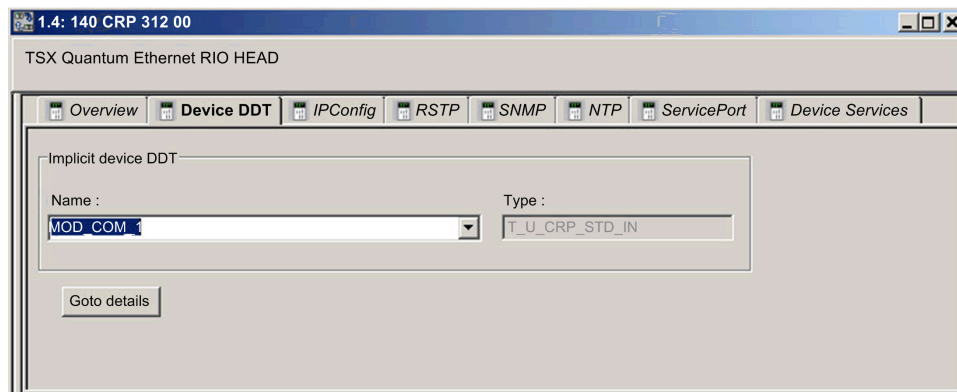 1.4: 140 CRP 312 00
TSX Quantum Ethernet RIO HEAD
Overview Device DDT IPConfig RSTP SNMP NTP ServicePort Device Services
Implicit device DDT
Name : Type :
MOD_COM_1 T_U_CRP_STD_IN
Goto details